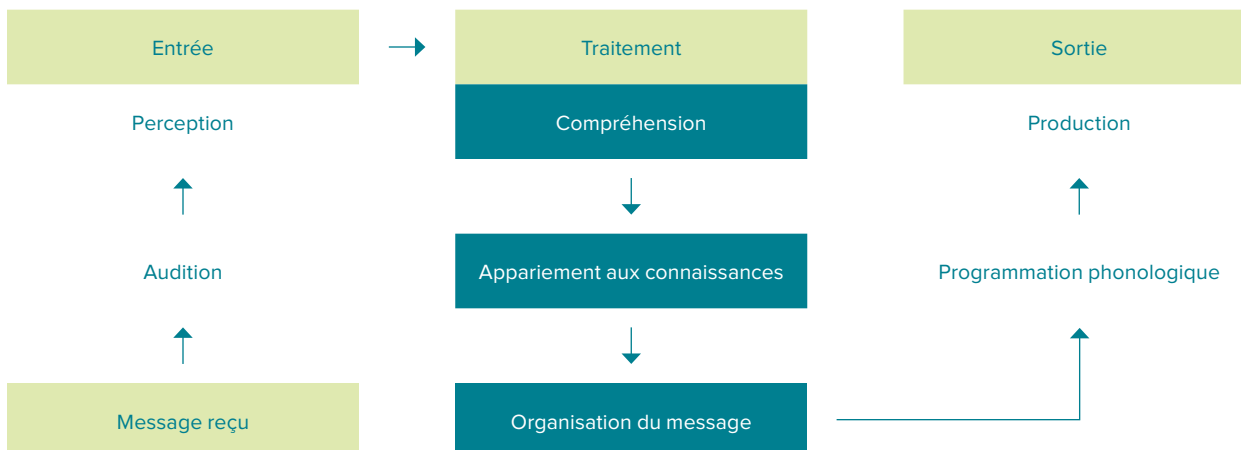 Entrée
Traitement
Sortie
Perception
Compréhension
Production
Audition
Appariement aux connaissances
Programmation phonologique
Message reçu
Organisation du message